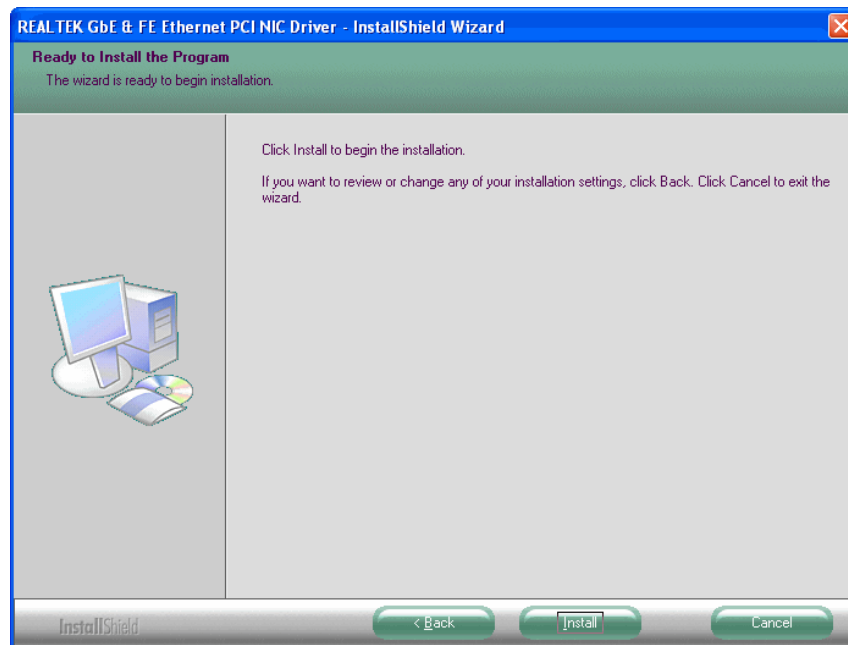 REALTEK GbE & FE Ethernet PCI NIC Driver - InstallShield Wizard
Ready to Install the Program
The wizard is ready to begin installation.
Click Install to begin the installation.
If you want to review or change any of your installation settings, click Back. Click Cancel to exit the
wizard.
InstallShield
< Back
Install
Cancel